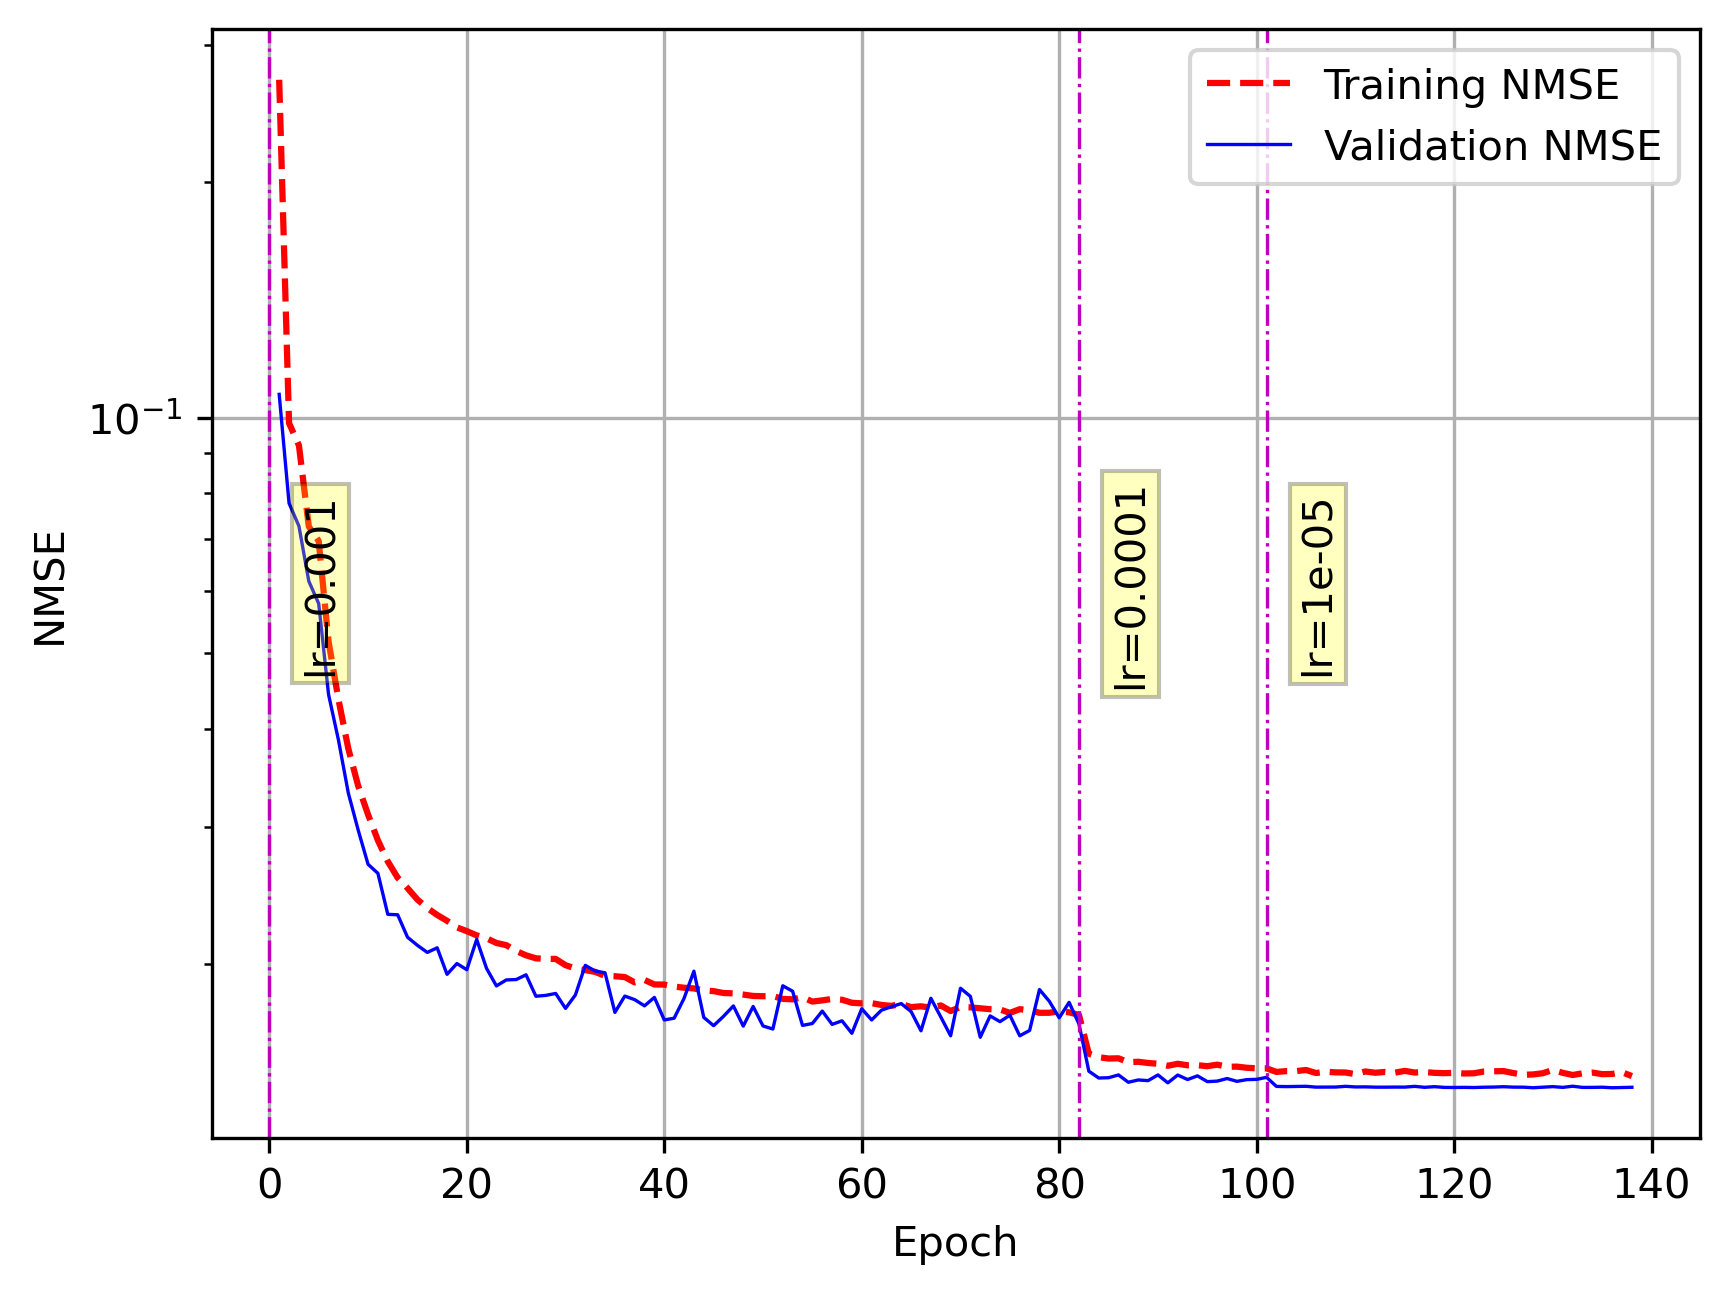 Training NMSE
Validation NMSE
10⁻¹
NMSE
lr=0.001
lr=0.0001
lr=1e-05
0 20 40 60 80 100 120 140
Epoch